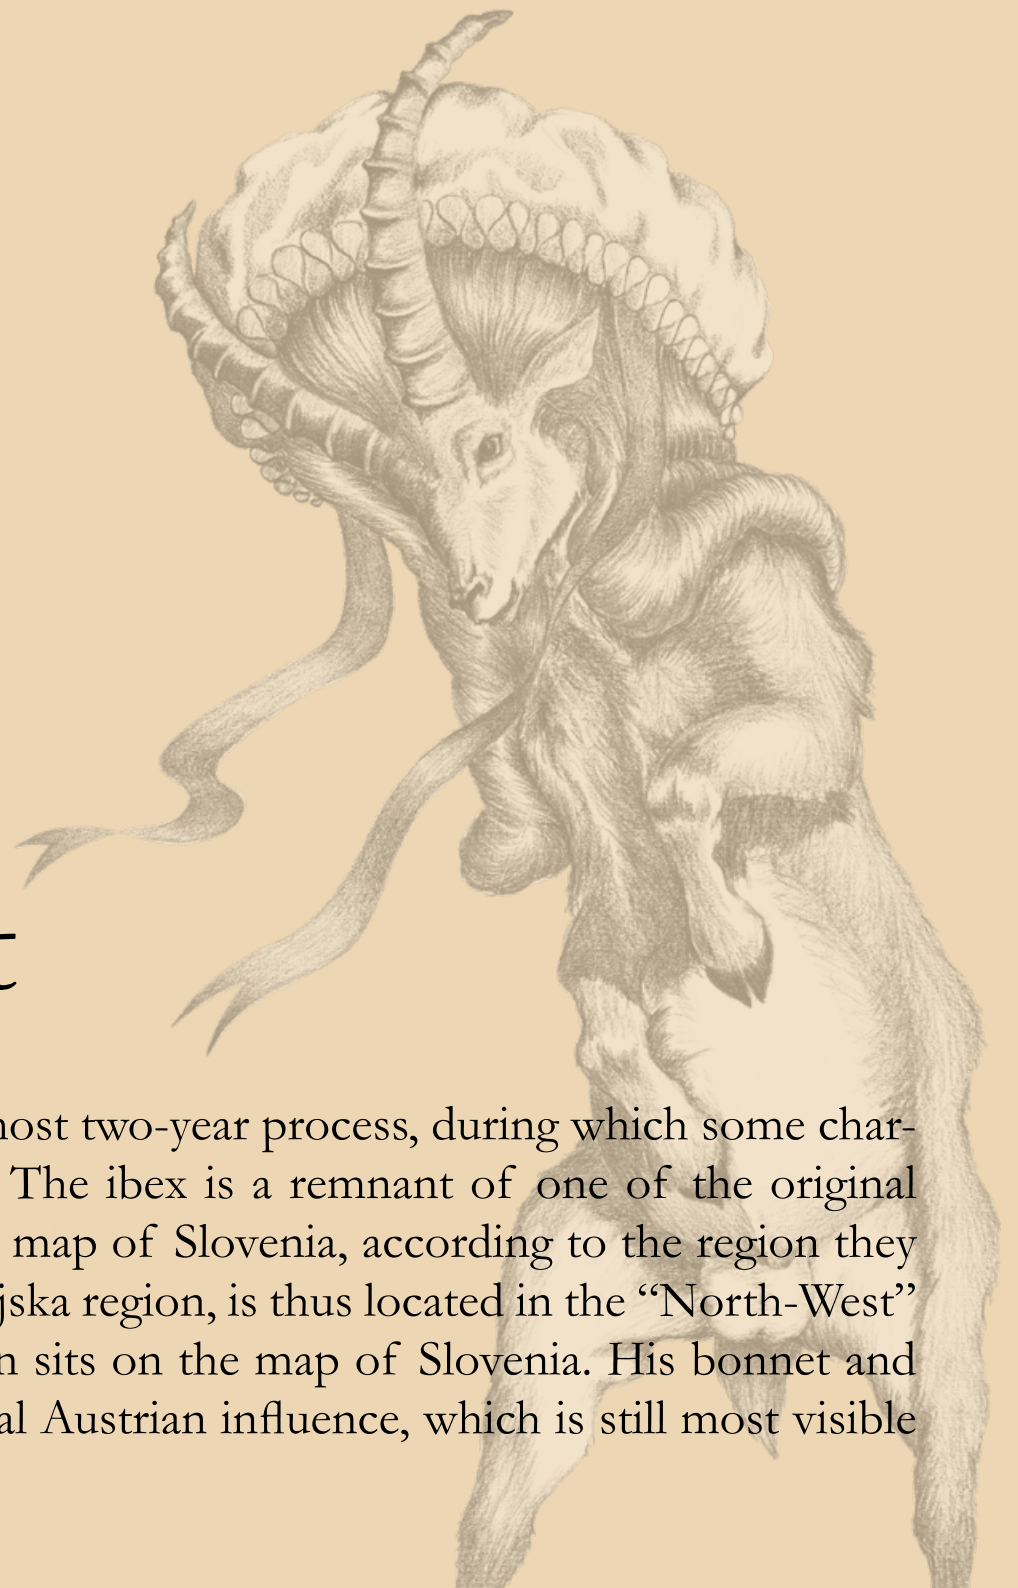 t
most two-year process, during which some char-
The ibex is a remnant of one of the original
map of Slovenia, according to the region they
jska region, is thus located in the “North-West”
n sits on the map of Slovenia. His bonnet and
al Austrian influence, which is still most visible